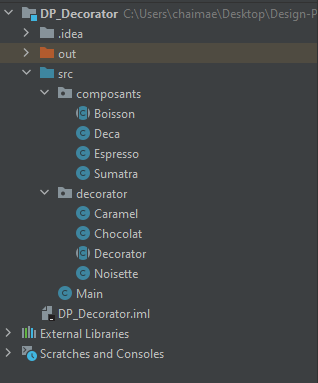 DP_Decorator C:\Users\chaimae\Desktop\Design-P
.idea
out
src
composants
Boisson
Deca
Espresso
Sumatra
decorator
Caramel
Chocolat
Decorator
Noisette
Main
DP_Decorator.iml
External Libraries
Scratches and Consoles